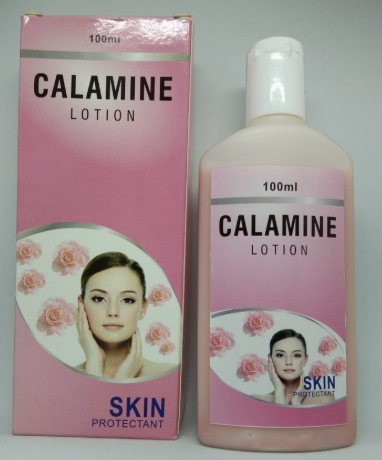 100ml
CALAMINE
LOTION
SKIN
PROTECTANT
100ml
CALAMINE
LOTION
SKIN
PROTECTANT